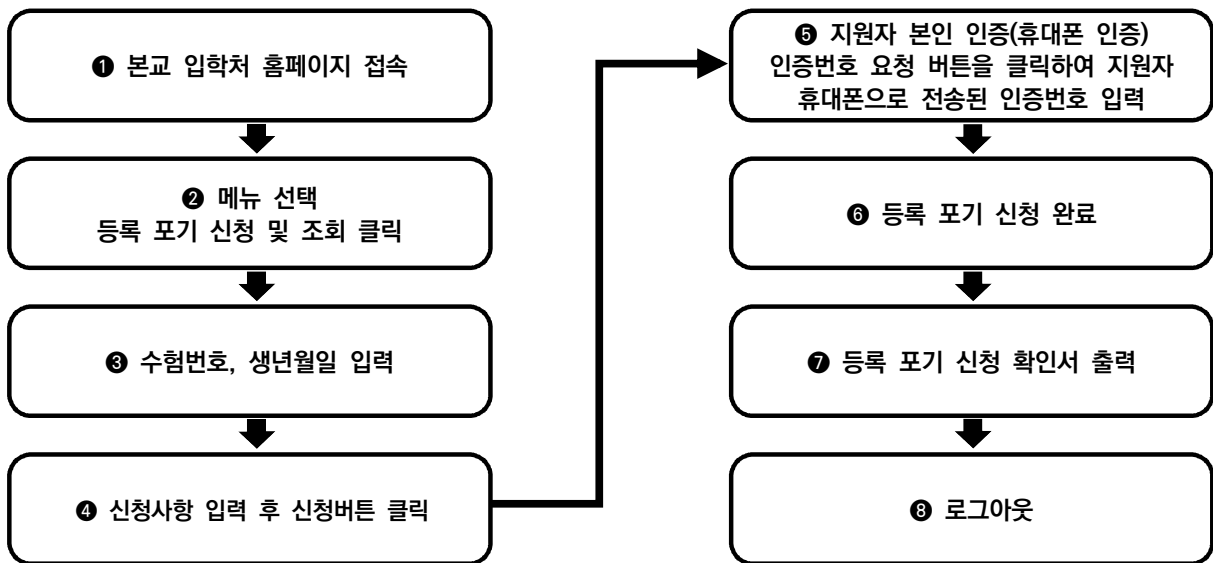 ❶ 본교 입학처 홈페이지 접속
❷ 메뉴 선택
등록 포기 신청 및 조회 클릭
❸ 수험번호, 생년월일 입력
❹ 신청사항 입력 후 신청버튼 클릭
❺ 지원자 본인 인증(휴대폰 인증)
인증번호 요청 버튼을 클릭하여 지원자
휴대폰으로 전송된 인증번호 입력
❻ 등록 포기 신청 완료
❼ 등록 포기 신청 확인서 출력
❽ 로그아웃